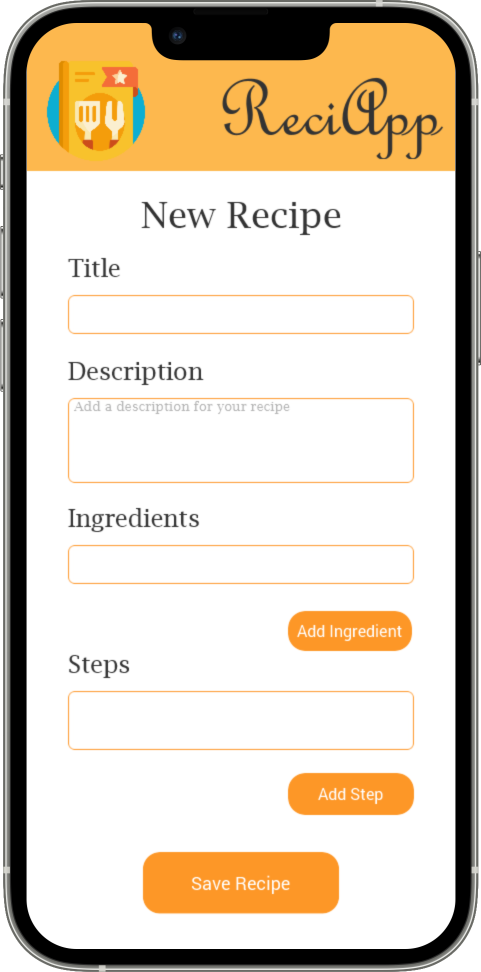 ReciApp
New Recipe
Title
Description
Add a description for your recipe
Ingredients
Add Ingredient
Steps
Add Step
Save Recipe